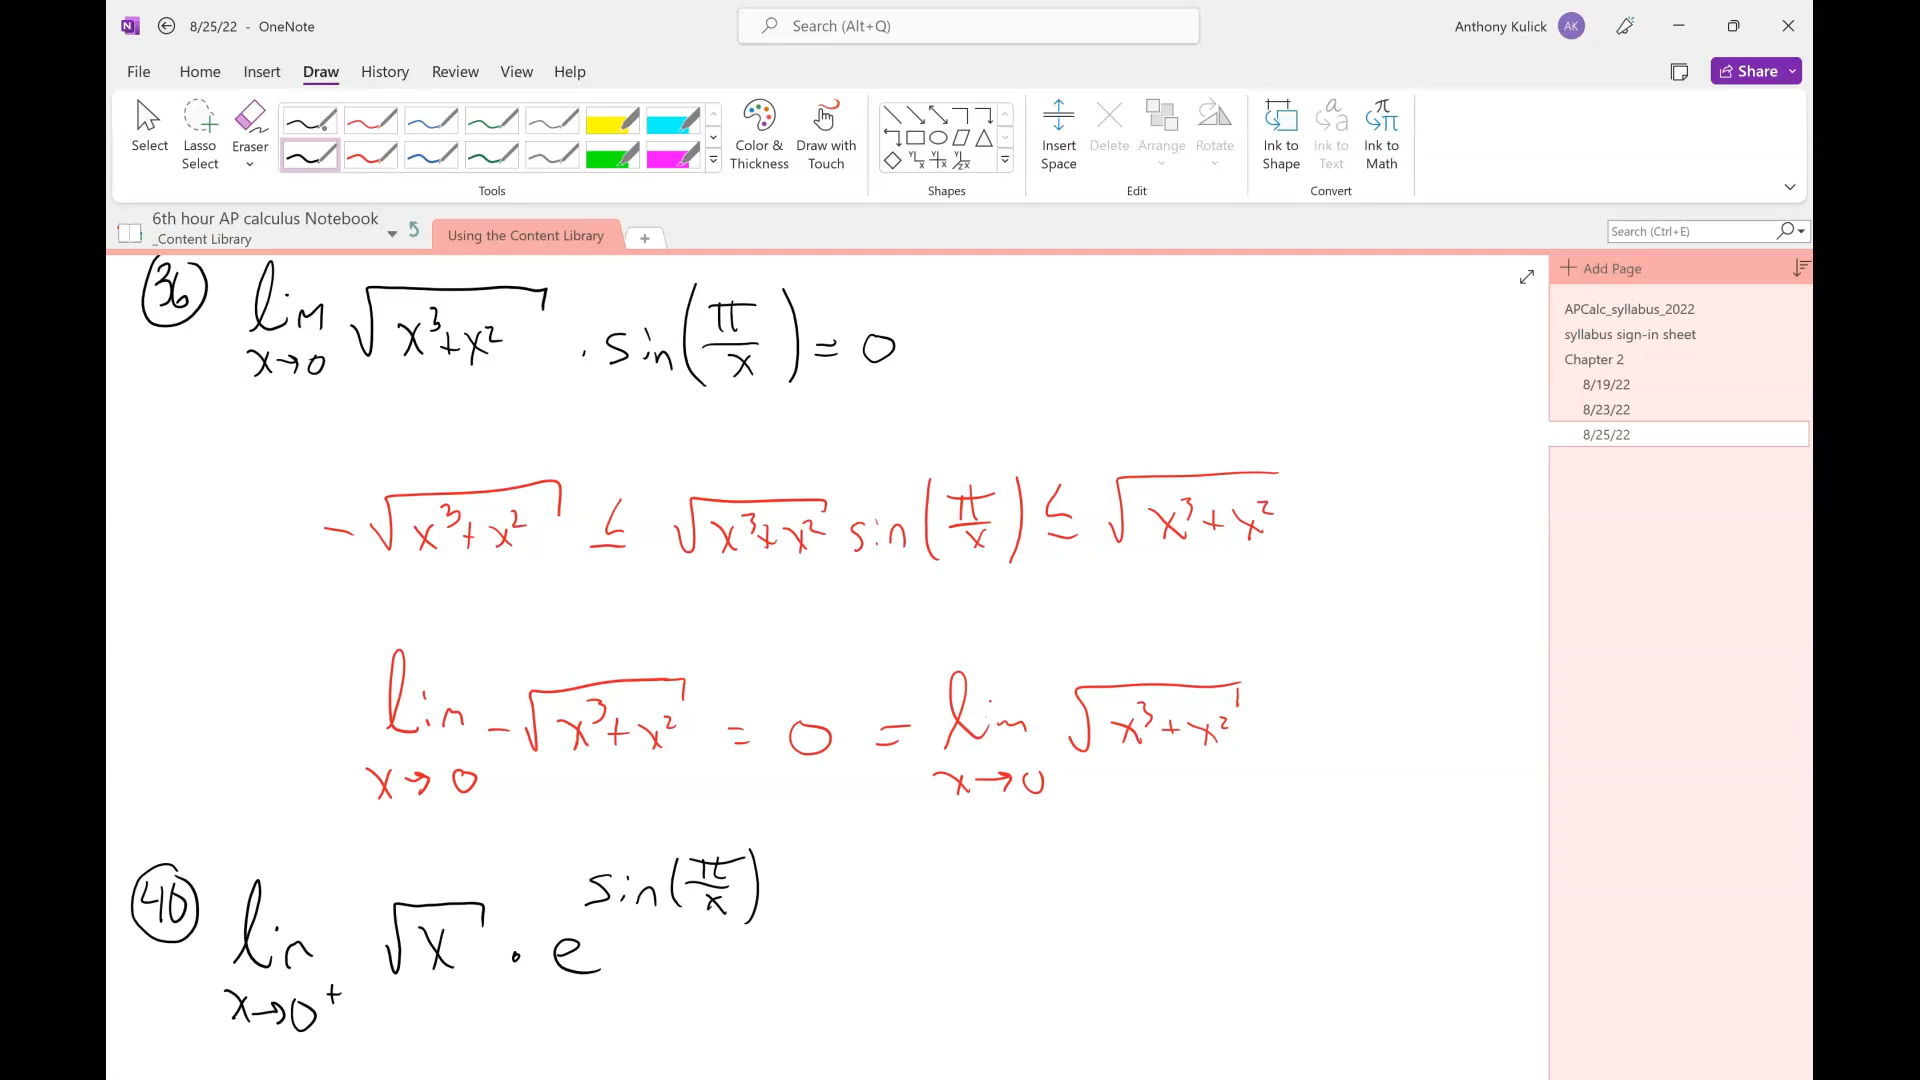 8/25/22 - OneNote
Search (Alt+Q)
Anthony Kulick AK
File Home Insert Draw History Review View Help
Share
Select
Lasso Select
Eraser
Color & Thickness
Draw with Touch
Insert Space
Delete
Arrange
Rotate
Ink to Shape
Ink to Text
Ink to Math
Tools Shapes Edit Convert
6th hour AP calculus Notebook
_Content Library
Using the Content Library
Search (Ctrl+E)
Add Page
APCalc_syllabus_2022
syllabus sign-in sheet
Chapter 2
8/19/22
8/23/22
8/25/22
(36) lim x→0 √(x³+x²) · sin(π/x) = 0
-√(x³+x²) ≤ √(x³+x²) sin(π/x) ≤ √(x³+x²)
lim x→0 -√(x³+x²) = 0 = lim x→0 √(x³+x²)
(40) lim x→0⁺ √x · e^sin(π/x)